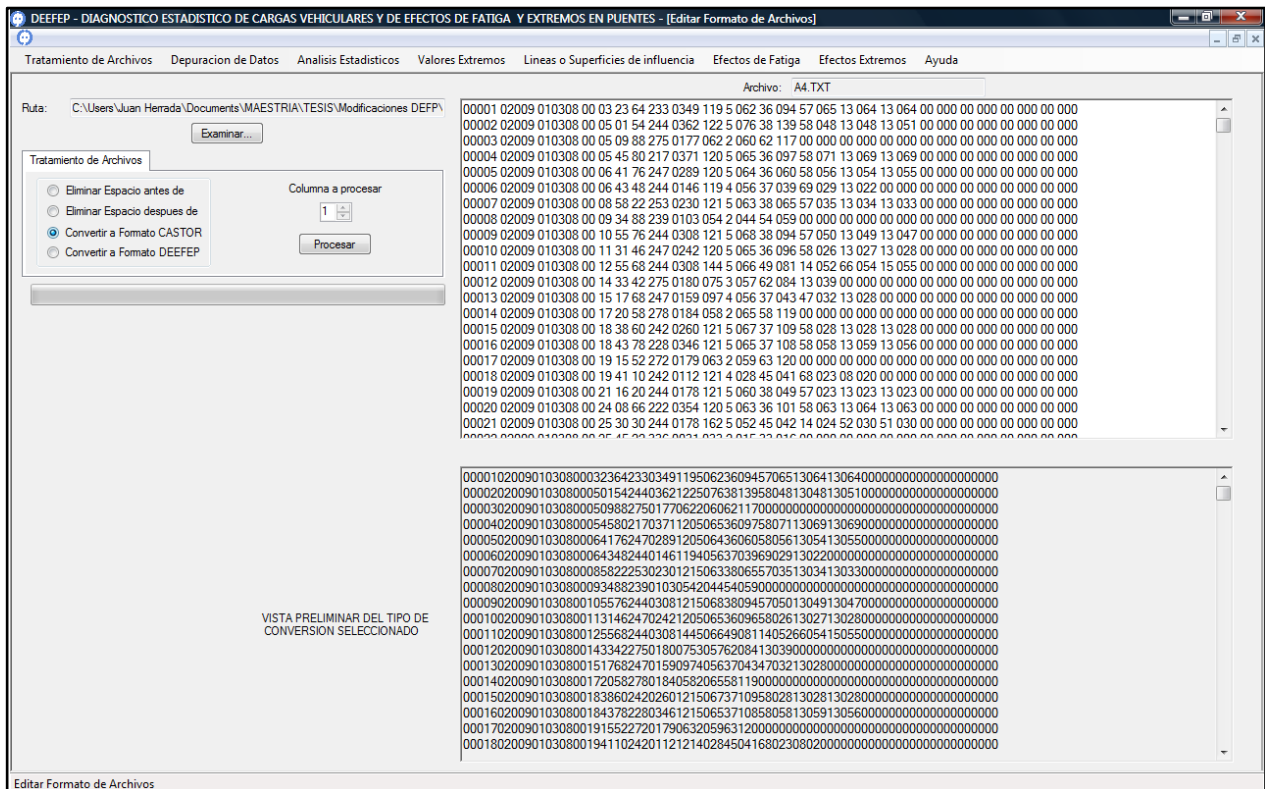 DEEFEP - DIAGNOSTICO ESTADISTICO DE CARGAS VEHICULARES Y DE EFECTOS DE FATIGA Y EXTREMOS EN PUENTES - [Editar Formato de Archivos]
Tratamiento de Archivos Depuracion de Datos Analisis Estadisticos Valores Extremos Lineas o Superficies de influencia Efectos de Fatiga Efectos Extremos Ayuda
Archivo: A4.TXT
Ruta: C:\Users\Juan Herrada\Documents\MAESTRIA\TESIS\Modificaciones DEFP\
Examinar...
Tratamiento de Archivos
Eliminar Espacio antes de
Eliminar Espacio despues de
Convertir a Formato CASTOR
Convertir a Formato DEEFEP
Columna a procesar
1
Procesar
00001 02009 010308 00 03 23 64 233 0349 119 5 062 36 094 57 065 13 064 13 064 00 000 00 000 00 000 00 000
00002 02009 010308 00 05 01 54 244 0362 122 5 076 38 139 58 048 13 048 13 051 00 000 00 000 00 000 00 000
00003 02009 010308 00 05 09 88 275 0177 062 2 060 62 117 00 000 00 000 00 000 00 000 00 000 00 000 00 000
00004 02009 010308 00 05 45 80 217 0371 120 5 065 36 097 58 071 13 069 13 069 00 000 00 000 00 000 00 000
00005 02009 010308 00 06 41 76 247 0289 120 5 064 36 060 58 056 13 054 13 055 00 000 00 000 00 000 00 000
00006 02009 010308 00 06 43 48 244 0146 119 4 056 37 039 69 029 13 022 00 000 00 000 00 000 00 000 00 000
00007 02009 010308 00 08 58 22 253 0230 121 5 063 38 065 57 035 13 034 13 033 00 000 00 000 00 000 00 000
00008 02009 010308 00 09 34 88 239 0103 054 2 044 54 059 00 000 00 000 00 000 00 000 00 000 00 000 00 000
00009 02009 010308 00 10 55 76 244 0308 121 5 068 38 094 57 050 13 049 13 047 00 000 00 000 00 000 00 000
00010 02009 010308 00 11 31 46 247 0242 120 5 065 36 096 58 026 13 027 13 028 00 000 00 000 00 000 00 000
00011 02009 010308 00 12 55 68 244 0308 144 5 066 49 081 14 052 66 054 15 055 00 000 00 000 00 000 00 000
00012 02009 010308 00 14 33 42 275 0180 075 3 057 62 084 13 039 00 000 00 000 00 000 00 000 00 000 00 000
00013 02009 010308 00 15 17 68 247 0159 097 4 056 37 043 47 032 13 028 00 000 00 000 00 000 00 000 00 000
00014 02009 010308 00 17 20 58 278 0184 058 2 065 58 119 00 000 00 000 00 000 00 000 00 000 00 000 00 000
00015 02009 010308 00 18 38 60 242 0260 121 5 067 37 109 58 028 13 028 13 028 00 000 00 000 00 000 00 000
00016 02009 010308 00 18 43 78 228 0346 121 5 065 37 108 58 058 13 059 13 056 00 000 00 000 00 000 00 000
00017 02009 010308 00 19 15 52 272 0179 063 2 059 63 120 00 000 00 000 00 000 00 000 00 000 00 000 00 000
00018 02009 010308 00 19 41 10 242 0112 121 4 028 45 041 68 023 08 020 00 000 00 000 00 000 00 000 00 000
00019 02009 010308 00 21 16 20 244 0178 121 5 060 38 049 57 023 13 023 13 023 00 000 00 000 00 000 00 000
00020 02009 010308 00 24 08 66 222 0354 120 5 063 36 101 58 063 13 064 13 063 00 000 00 000 00 000 00 000
00021 02009 010308 00 25 30 30 244 0178 162 5 052 45 042 14 024 52 030 51 030 00 000 00 000 00 000 00 000
VISTA PRELIMINAR DEL TIPO DE
CONVERSION SELECCIONADO
0000102009010308000323642330349119506236094570651306413064000000000000000000000
0000202009010308000501542440362122507638139580481304813051000000000000000000000
0000302009010308000509882750177062206062117000000000000000000000000000000000000
0000402009010308000545802170371120506536097580711306913069000000000000000000000
0000502009010308000641762470289120506436060580561305413055000000000000000000000
0000602009010308000643482440146119405637039690291302200000000000000000000000000
0000702009010308000858222530230121506338065570351303413033000000000000000000000
0000802009010308000934882390103054204454059000000000000000000000000000000000000
0000902009010308001055762440308121506838094570501304913047000000000000000000000
0001002009010308001131462470242120506536096580261302713028000000000000000000000
0001102009010308001255682440308144506649081140526605415055000000000000000000000
0001202009010308001433422750180075305762084130390000000000000000000000000000000
0001302009010308001517682470159097405637043470321302800000000000000000000000000
0001402009010308001720582780184058206558119000000000000000000000000000000000000
0001502009010308001838602420260121506737109580281302813028000000000000000000000
0001602009010308001843782280346121506537108580581305913056000000000000000000000
0001702009010308001915522720179063205963120000000000000000000000000000000000000
0001802009010308001941102420112121402845041680230802000000000000000000000000000
Editar Formato de Archivos